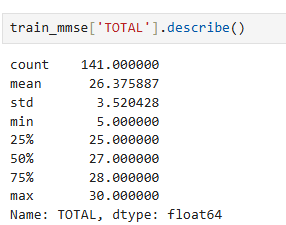 train_mmse['TOTAL'].describe()
count    141.000000
mean      26.375887
std        3.520428
min        5.000000
25%       25.000000
50%       27.000000
75%       28.000000
max       30.000000
Name: TOTAL, dtype: float64